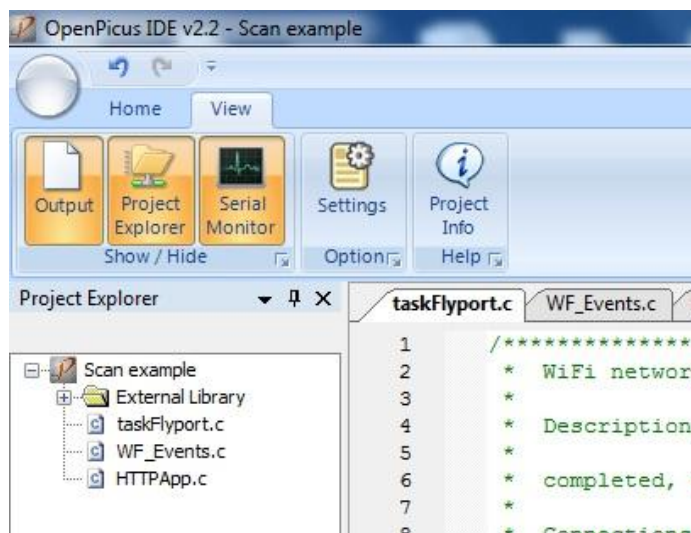 OpenPicus IDE v2.2 - Scan example
Home View
Output Project Explorer Serial Monitor Settings Project Info
Show / Hide Option Help
Project Explorer
taskFlyport.c WF_Events.c
Scan example
External Library
taskFlyport.c
WF_Events.c
HTTPApp.c
1 /**************
2 * WiFi networ
3 *
4 * Description
5 *
6 * completed,
7 *
8 * Connections